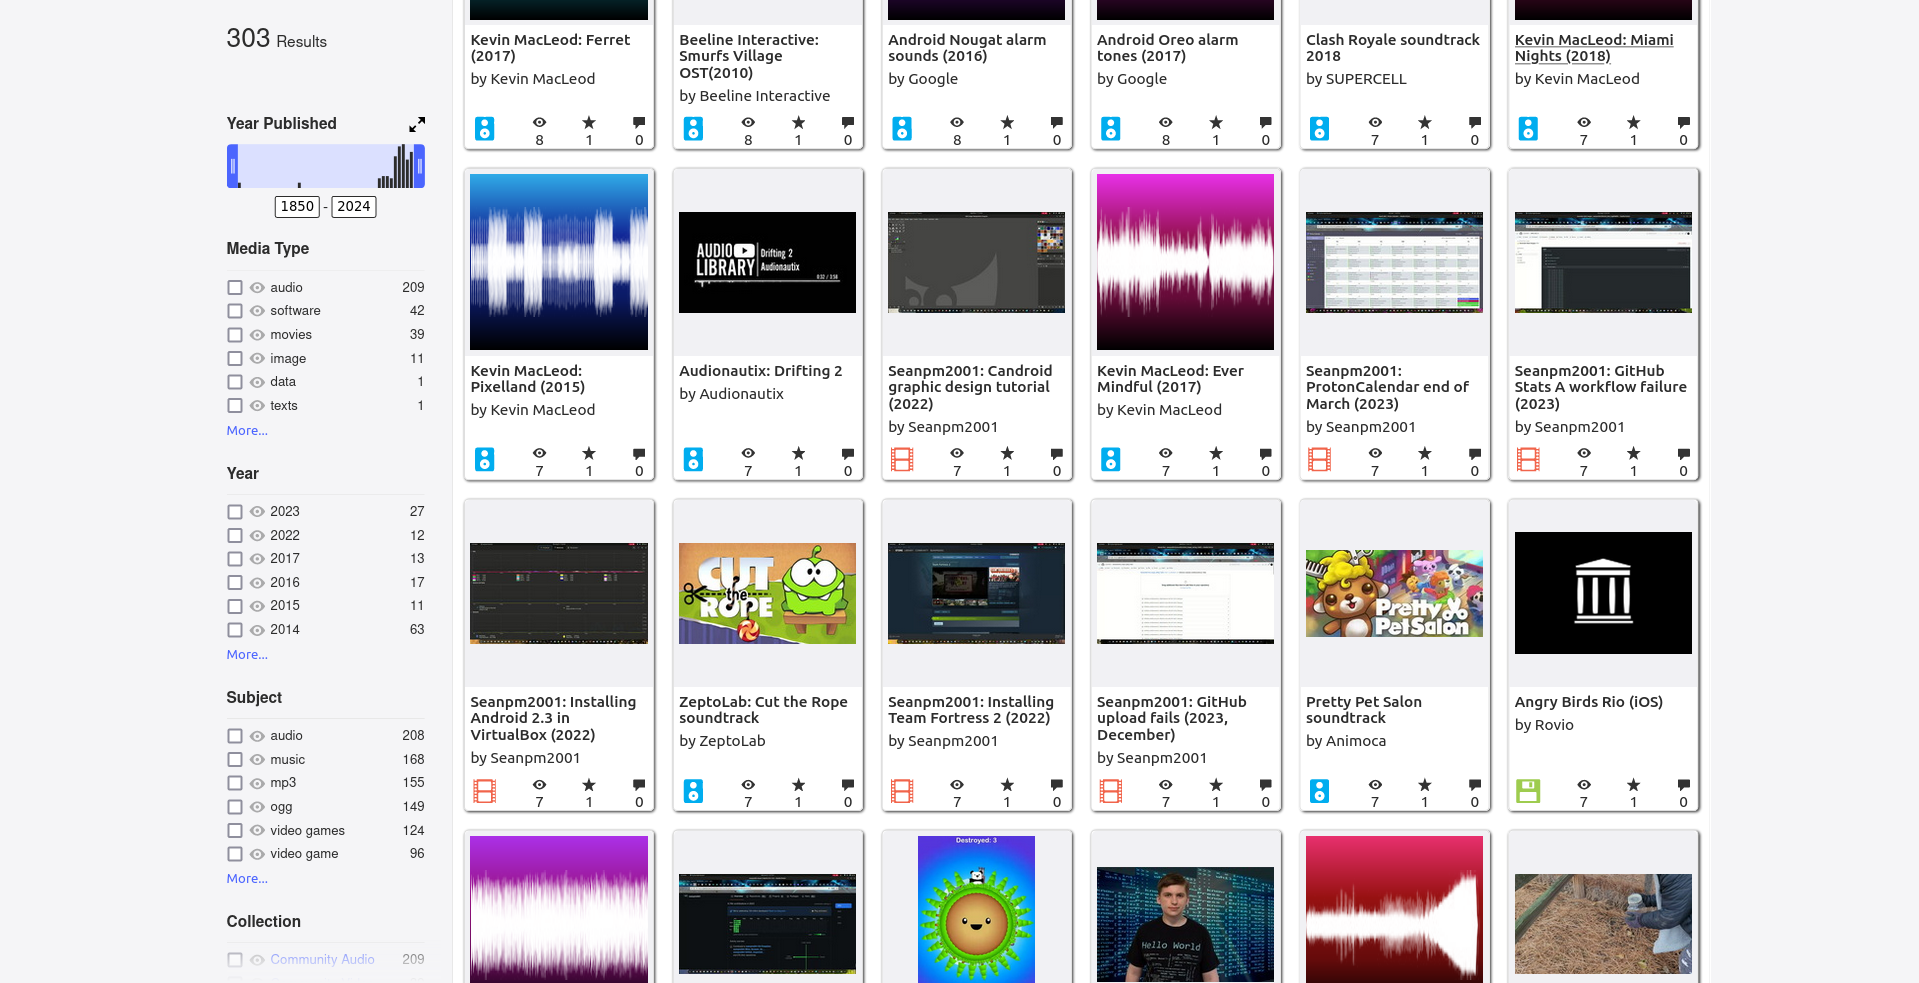 303 Results
Year Published
1850 - 2024
Media Type
audio 209
software 42
movies 39
image 11
data 1
texts 1
More...
Year
2023 27
2022 12
2017 13
2016 17
2015 11
2014 63
More...
Subject
audio 208
music 168
mp3 155
ogg 149
video games 124
video game 96
More...
Collection
Community Audio 209
Kevin MacLeod: Ferret
(2017)
by Kevin MacLeod
8 1 0
Beeline Interactive:
Smurfs Village
OST(2010)
by Beeline Interactive
8 1 0
Android Nougat alarm
sounds (2016)
by Google
8 1 0
Android Oreo alarm
tones (2017)
by Google
8 1 0
Clash Royale soundtrack
2018
by SUPERCELL
7 1 0
Kevin MacLeod: Miami
Nights (2018)
by Kevin MacLeod
7 1 0
Kevin MacLeod:
Pixelland (2015)
by Kevin MacLeod
7 1 0
AUDIO
LIBRARY
Drifting 2
Audionautix
0:32 / 3:56
Audionautix: Drifting 2
by Audionautix
7 1 0
Seanpm2001: Candroid
graphic design tutorial
(2022)
by Seanpm2001
7 1 0
Kevin MacLeod: Ever
Mindful (2017)
by Kevin MacLeod
7 1 0
Seanpm2001:
ProtonCalendar end of
March (2023)
by Seanpm2001
7 1 0
Seanpm2001: GitHub
Stats A workflow failure
(2023)
by Seanpm2001
7 1 0
Seanpm2001: Installing
Android 2.3 in
VirtualBox (2022)
by Seanpm2001
7 1 0
CUT
the
ROPE
ZeptoLab: Cut the Rope
soundtrack
by ZeptoLab
7 1 0
Seanpm2001: Installing
Team Fortress 2 (2022)
by Seanpm2001
7 1 0
Seanpm2001: GitHub
upload fails (2023,
December)
by Seanpm2001
7 1 0
Pretty
Pet Salon
Pretty Pet Salon
soundtrack
by Animoca
7 1 0
Angry Birds Rio (iOS)
by Rovio
7 1 0
Destroyed: 3
Hello World